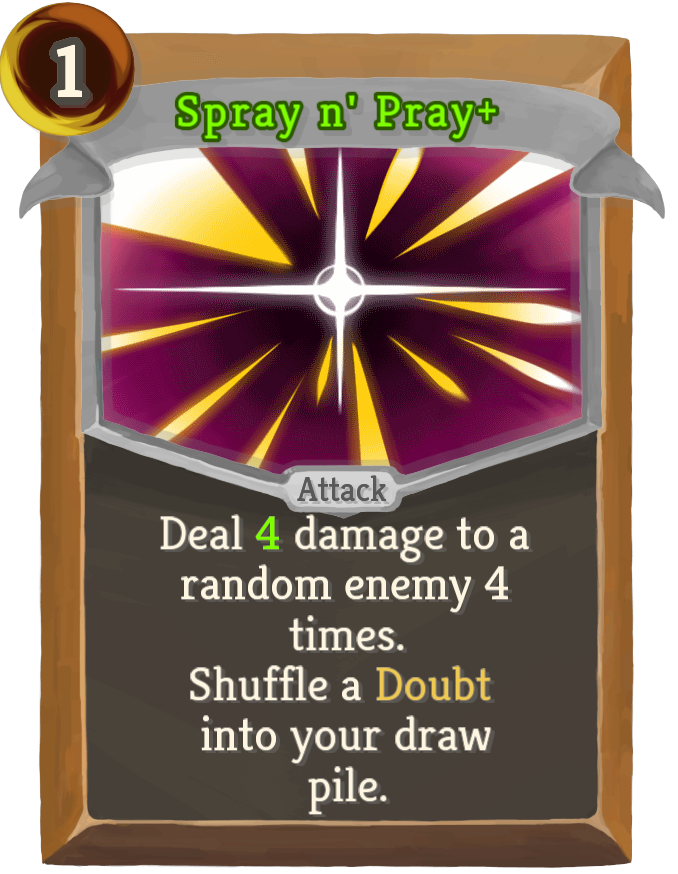 1
Spray n' Pray+
Attack
Deal 4 damage to a
random enemy 4
times.
Shuffle a Doubt
into your draw
pile.